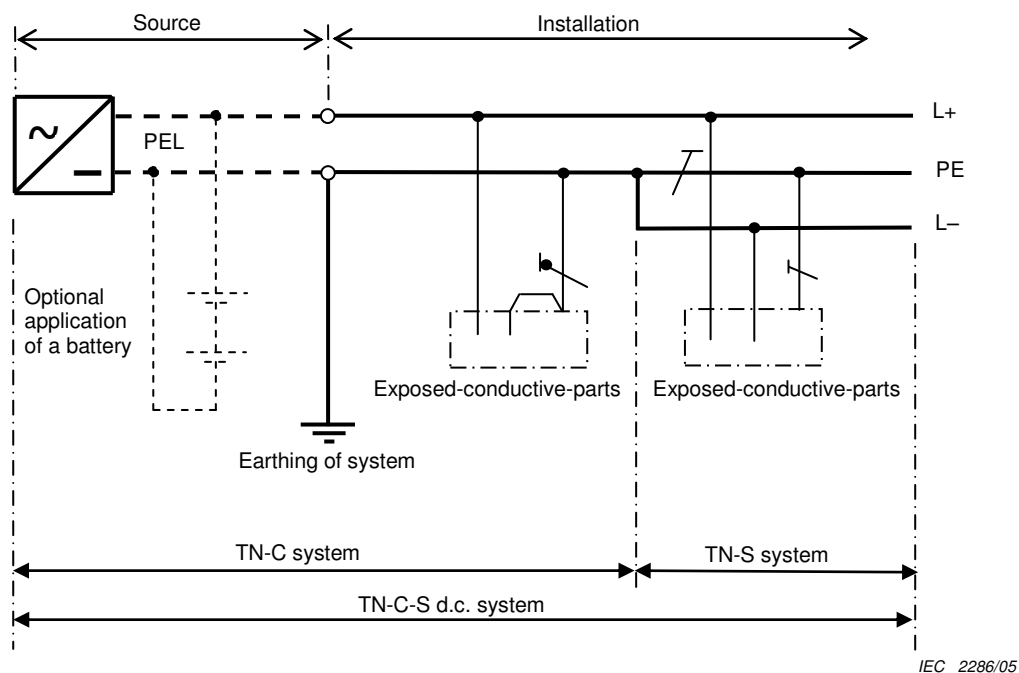 Source
Installation
L+
PEL
PE
L–
Optional
application
of a battery
Exposed-conductive-parts
Exposed-conductive-parts
Earthing of system
TN-C system
TN-S system
TN-C-S d.c. system
IEC 2286/05